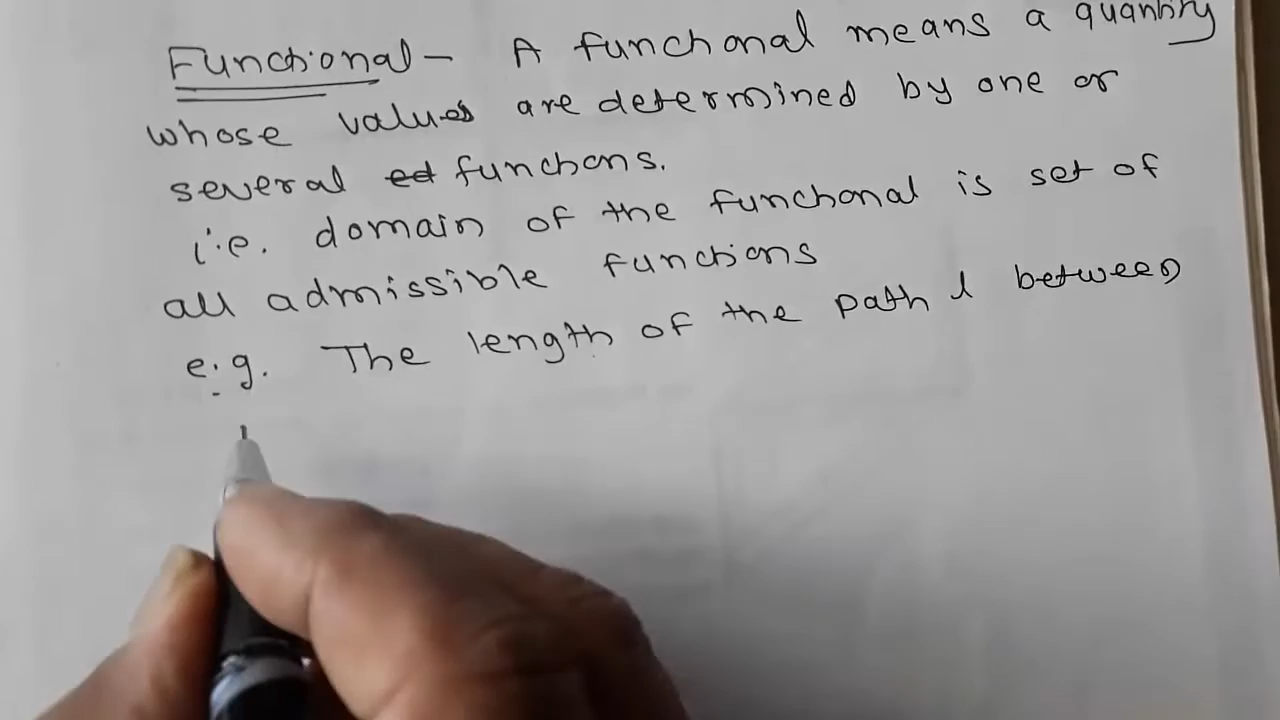 Functional - A functional means a quantity
whose values are determined by one or
several functions.
i.e. domain of the functional is set of
all admissible functions
e.g. The length of the path l between